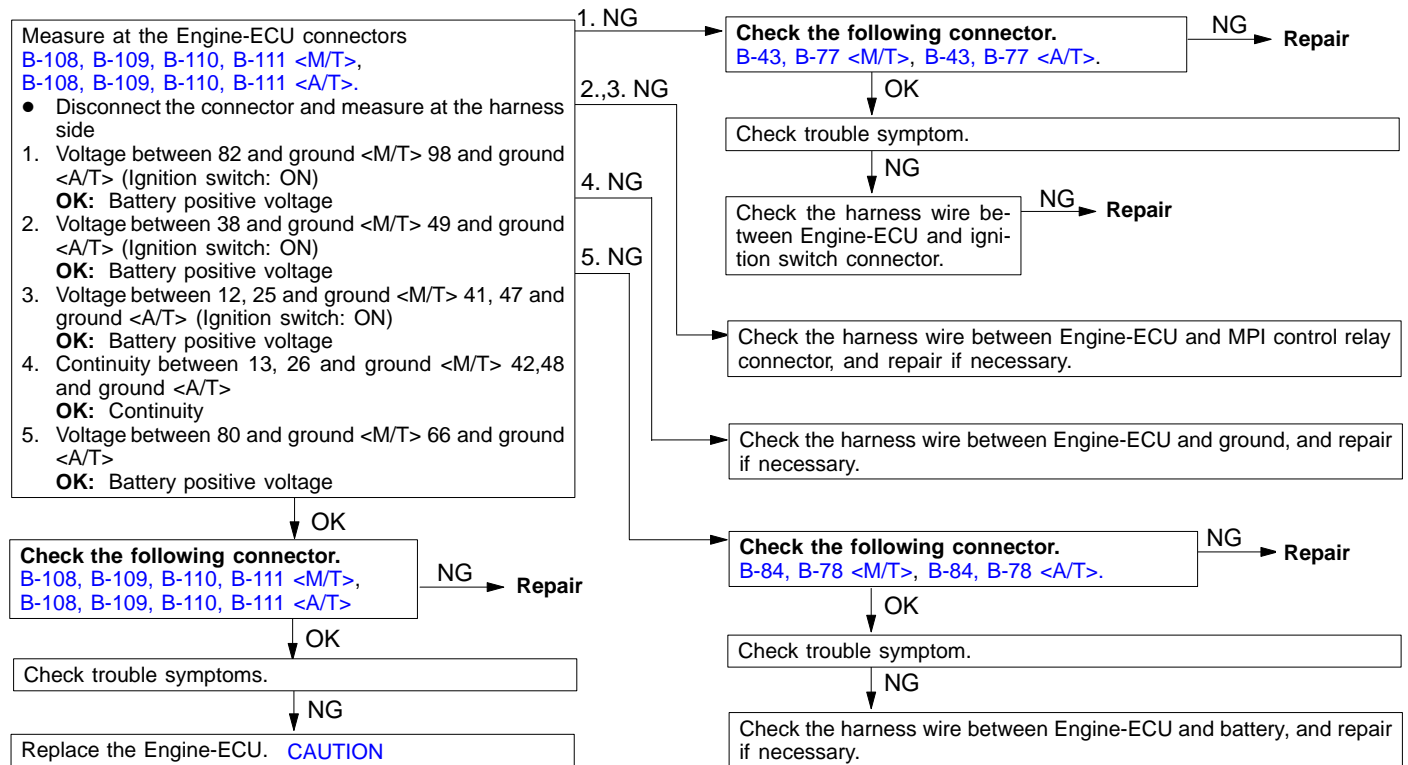 Measure at the Engine-ECU connectors
B-108, B-109, B-110, B-111 <M/T>,
B-108, B-109, B-110, B-111 <A/T>.
● Disconnect the connector and measure at the harness
side
1. Voltage between 82 and ground <M/T> 98 and ground
<A/T> (Ignition switch: ON)
OK: Battery positive voltage
2. Voltage between 38 and ground <M/T> 49 and ground
<A/T> (Ignition switch: ON)
OK: Battery positive voltage
3. Voltage between 12, 25 and ground <M/T> 41, 47 and
ground <A/T> (Ignition switch: ON)
OK: Battery positive voltage
4. Continuity between 13, 26 and ground <M/T> 42,48
and ground <A/T>
OK: Continuity
5. Voltage between 80 and ground <M/T> 66 and ground
<A/T>
OK: Battery positive voltage
OK
Check the following connector.
B-108, B-109, B-110, B-111 <M/T>,
B-108, B-109, B-110, B-111 <A/T>
NG
Repair
OK
Check trouble symptoms.
NG
Replace the Engine-ECU. CAUTION
1. NG
Check the following connector.
B-43, B-77 <M/T>, B-43, B-77 <A/T>.
NG
Repair
OK
Check trouble symptom.
NG
Check the harness wire be-
tween Engine-ECU and igni-
tion switch connector.
NG
Repair
2.,3. NG
Check the harness wire between Engine-ECU and MPI control relay
connector, and repair if necessary.
4. NG
Check the harness wire between Engine-ECU and ground, and repair
if necessary.
5. NG
Check the following connector.
B-84, B-78 <M/T>, B-84, B-78 <A/T>.
NG
Repair
OK
Check trouble symptom.
NG
Check the harness wire between Engine-ECU and battery, and repair
if necessary.